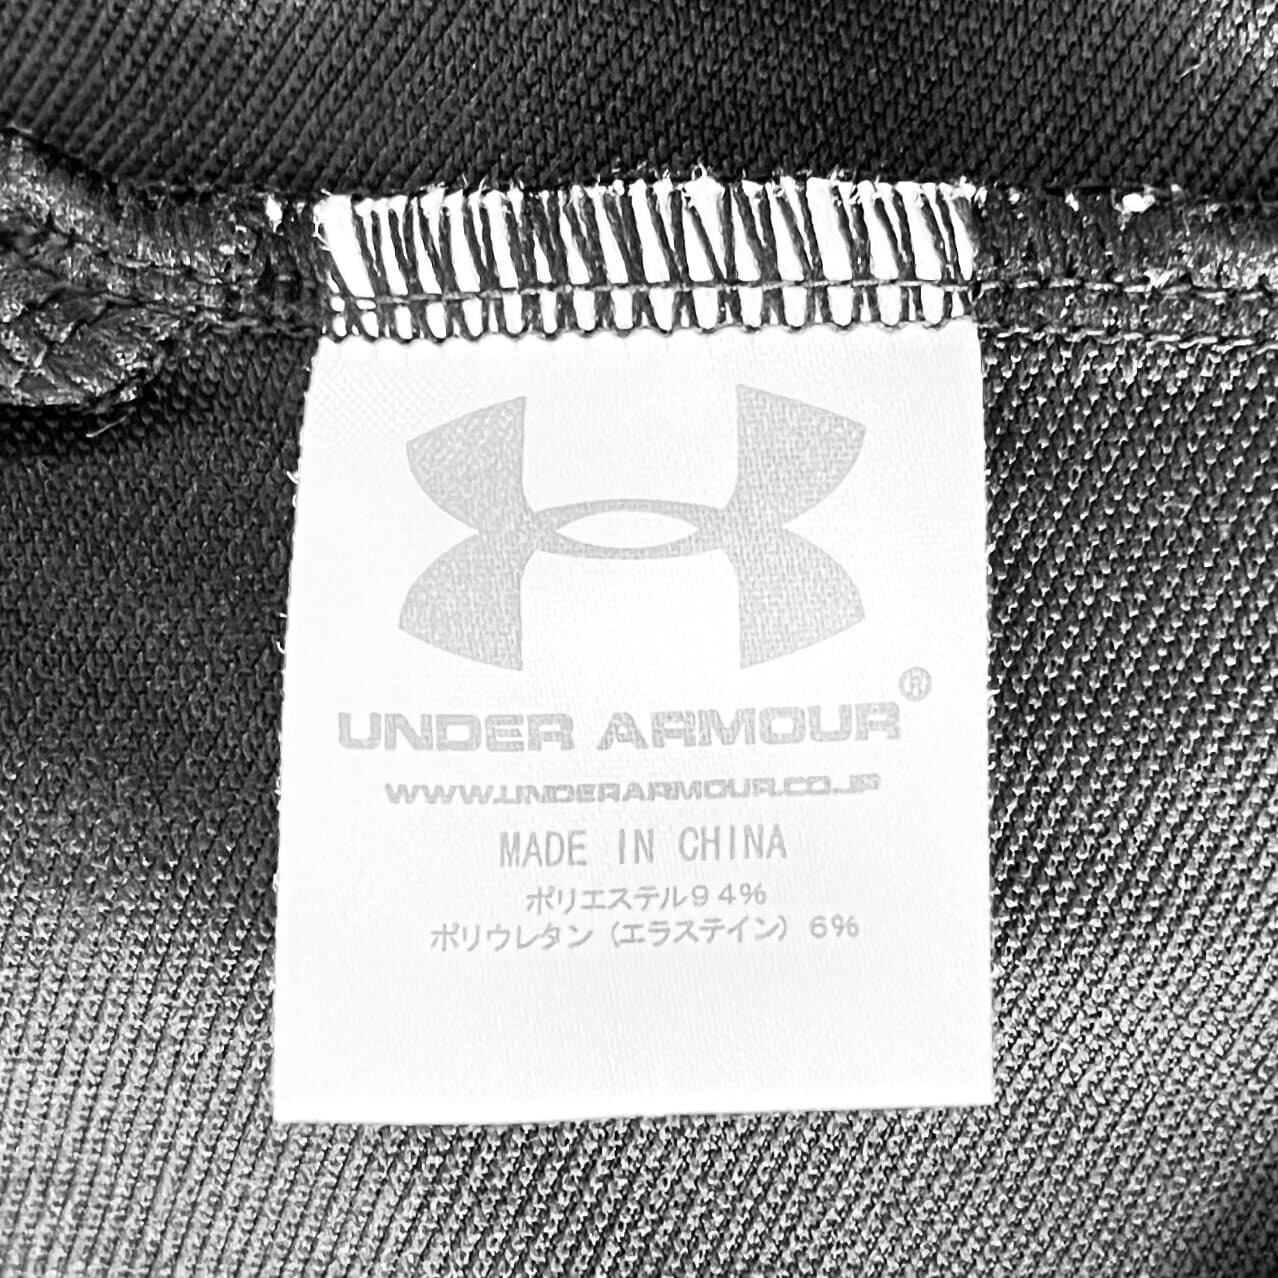 UNDER ARMOUR®
WWW.UNDERARMOUR.CO.JP
MADE IN CHINA
ポリエステル94%
ポリウレタン（エラステイン）6%